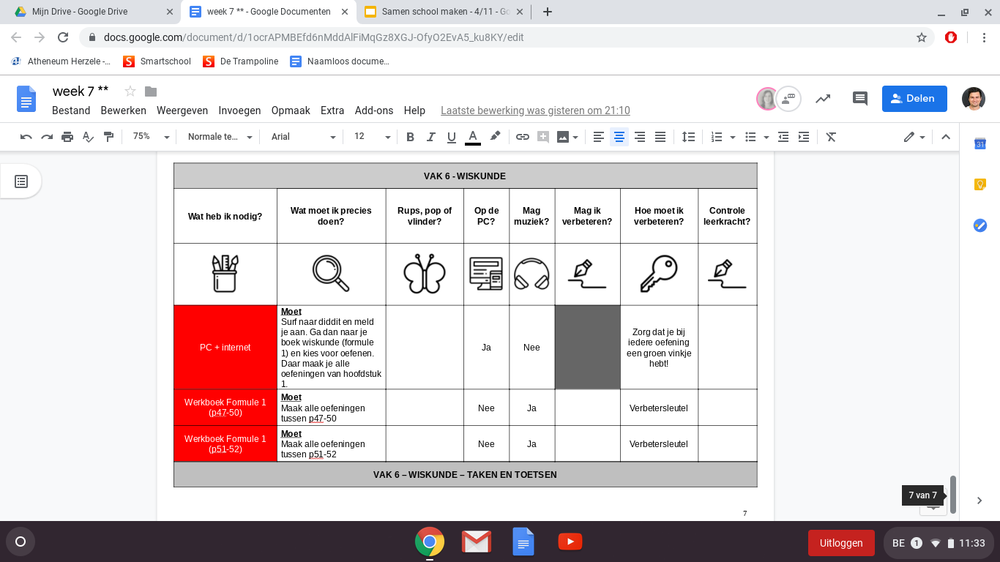 Mijn Drive - Google Drive
week 7 ** - Google Documenten
Samen school maken - 4/11 - Go
docs.google.com/document/d/1ocrAPMBEfd6nMddAlFiMqGz8XGJ-OfyO2EvA5_ku8KY/edit
Atheneum Herzele -...
Smartschool
De Trampoline
Naamloos docume...
week 7 **
Bestand Bewerken Weergeven Invoegen Opmaak Extra Add-ons Help Laatste bewerking was gisteren om 21:10
Delen
75% Normale te... Arial 12
31
VAK 6 - WISKUNDE
Wat heb ik nodig?
Wat moet ik precies
doen?
Rups, pop of
vlinder?
Op de
PC?
Mag
muziek?
Mag ik
verbeteren?
Hoe moet ik
verbeteren?
Controle
leerkracht?
PC + internet
Moet
Surf naar diddit en meld
je aan. Ga dan naar je
boek wiskunde (formule
1) en kies voor oefenen.
Daar maak je alle
oefeningen van hoofdstuk
1.
Ja
Nee
Zorg dat je bij
iedere oefening
een groen vinkje
hebt!
Werkboek Formule 1
(p47-50)
Moet
Maak alle oefeningen
tussen p47-50
Nee
Ja
Verbetersleutel
Werkboek Formule 1
(p51-52)
Moet
Maak alle oefeningen
tussen p51-52
Nee
Ja
Verbetersleutel
VAK 6 – WISKUNDE – TAKEN EN TOETSEN
7 van 7
7
Uitloggen
BE 1 11:33